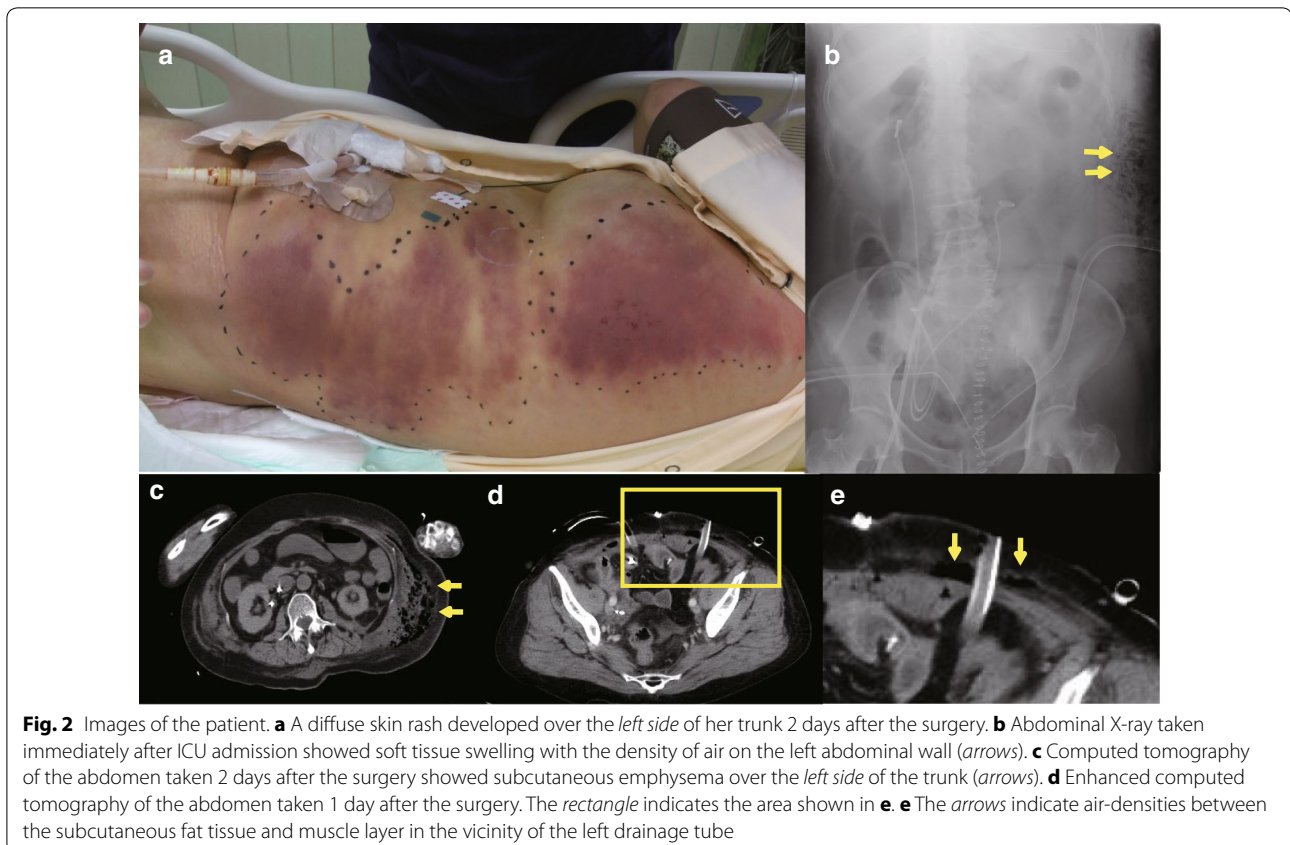 a
b
c
d
e
Fig. 2 Images of the patient. a A diffuse skin rash developed over the left side of her trunk 2 days after the surgery. b Abdominal X-ray taken
immediately after ICU admission showed soft tissue swelling with the density of air on the left abdominal wall (arrows). c Computed tomography
of the abdomen taken 2 days after the surgery showed subcutaneous emphysema over the left side of the trunk (arrows). d Enhanced computed
tomography of the abdomen taken 1 day after the surgery. The rectangle indicates the area shown in e. e The arrows indicate air-densities between
the subcutaneous fat tissue and muscle layer in the vicinity of the left drainage tube